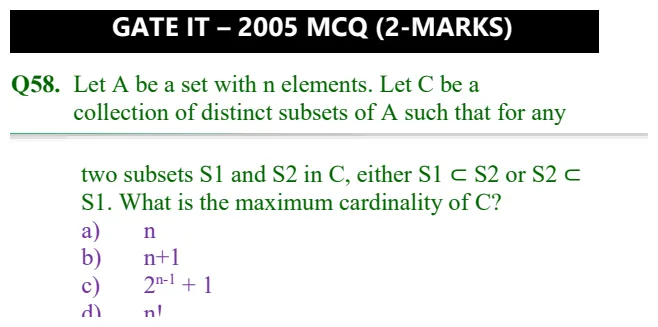 GATE IT – 2005 MCQ (2-MARKS)
Q58. Let A be a set with n elements. Let C be a
collection of distinct subsets of A such that for any
two subsets S1 and S2 in C, either S1 ⊂ S2 or S2 ⊂
S1. What is the maximum cardinality of C?
a) n
b) n+1
c) 2ⁿ⁻¹ + 1
d) n!